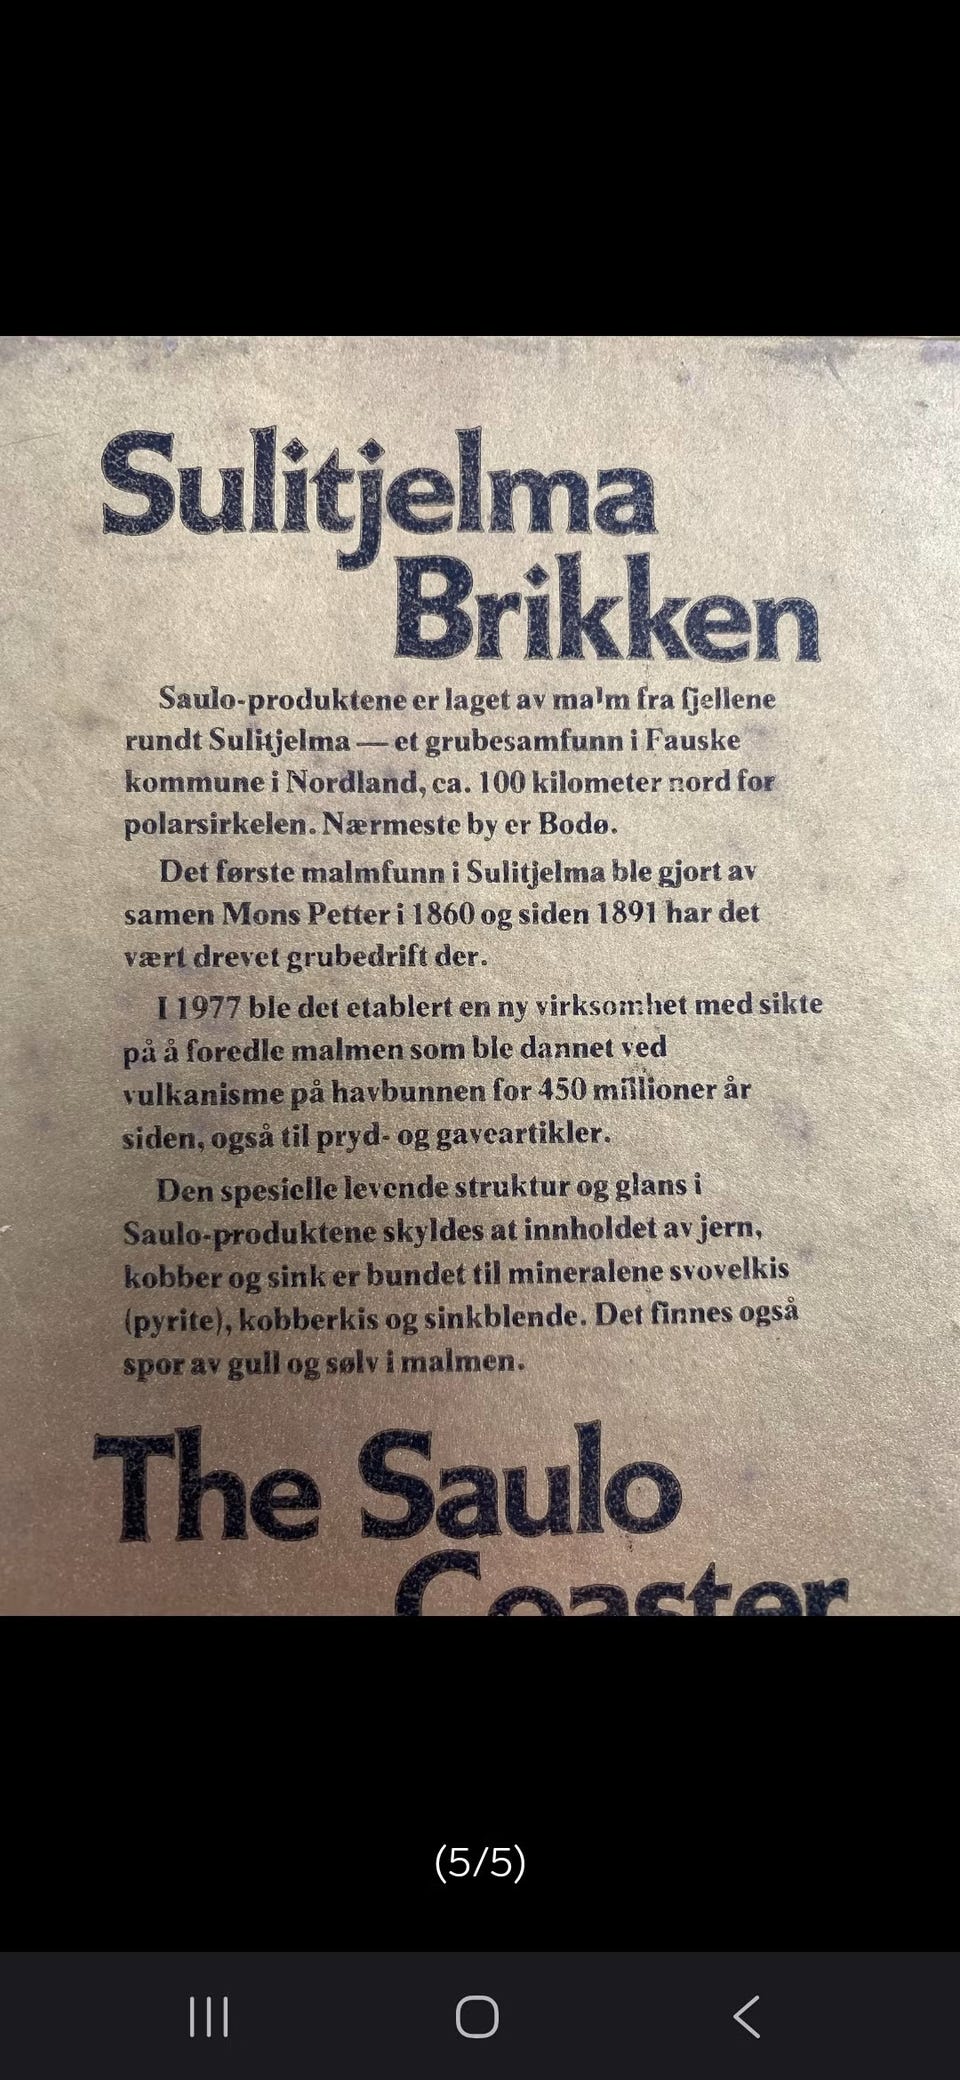 Sulitjelma
Brikken
Saulo-produktene er laget av malm fra fjellene
rundt Sulitjelma — et grubesamfunn i Fauske
kommune i Nordland, ca. 100 kilometer nord for
polarsirkelen. Nærmeste by er Bodø.
Det første malmfunn i Sulitjelma ble gjort av
samen Mons Petter i 1860 og siden 1891 har det
vært drevet grubedrift der.
I 1977 ble det etablert en ny virksomhet med sikte
på å foredle malmen som ble dannet ved
vulkanisme på havbunnen for 450 millioner år
siden, også til pryd- og gaveartikler.
Den spesielle levende struktur og glans i
Saulo-produktene skyldes at innholdet av jern,
kobber og sink er bundet til mineralene svovelkis
(pyrite), kobberkis og sinkblende. Det finnes også
spor av gull og sølv i malmen.
The Saulo
Coaster
(5/5)